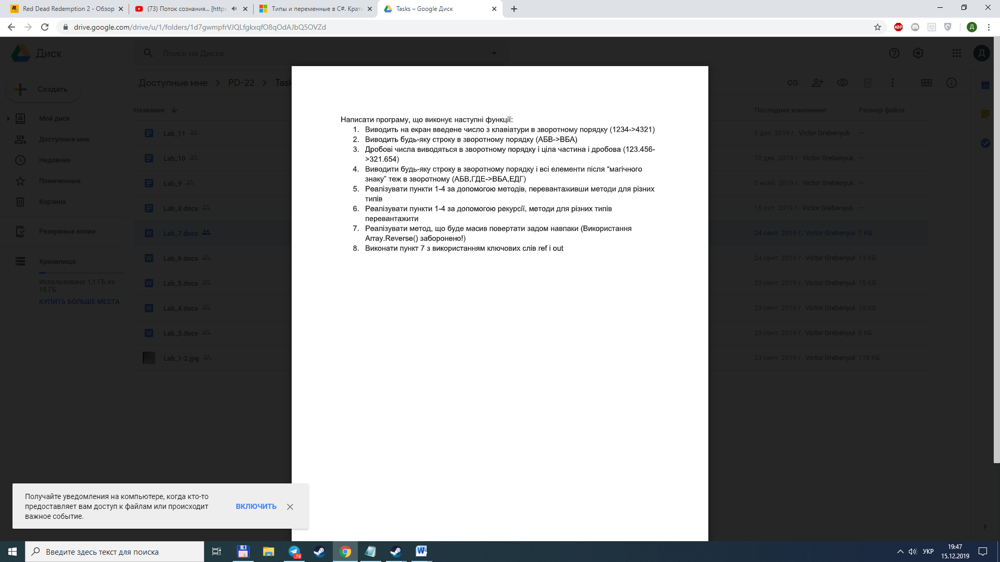 Red Dead Redemption 2 - Обзор
(73) Поток сознания... [https
Типы и переменные в C#. Кратк
Tasks – Google Диск
drive.google.com/drive/u/1/folders/1d7gwmpfrVJQLfgkxqfO8qOdAJbQ5OVZd
ABP
Д
Диск
Поиск на Диске
Д
Создать
Доступные мне
PD-22
Task
Название
Последнее изменение
Размер файла
Мой диск
Доступные мне
Недавние
Помеченные
Корзина
Резервные копии
Хранилище
Использовано 1,1 ГБ из
15 ГБ
КУПИТЬ БОЛЬШЕ МЕСТА
Lab_11
3 дек. 2019 г. Victor Grebenyuk —
Lab_10
10 дек. 2019 г. Victor Grebenyuk —
Lab_9
5 нояб. 2019 г. Victor Grebenyuk —
Lab_8.docx
15 окт. 2019 г. Victor Grebenyuk —
Lab_7.docx
24 сент. 2019 г. Victor Grebenyuk 7 КБ
Lab_6.docx
24 сент. 2019 г. Victor Grebenyuk 13 КБ
Lab_5.docx
23 сент. 2019 г. Victor Grebenyuk 15 КБ
Lab_4.docx
23 сент. 2019 г. Victor Grebenyuk 10 КБ
Lab_3.docx
23 сент. 2019 г. Victor Grebenyuk 8 КБ
Lab_1-2.jpg
23 сент. 2019 г. Victor Grebenyuk 178 КБ
Написати програму, що виконує наступні функції:
1. Виводить на екран введене число з клавіатури в зворотному порядку (1234->4321)
2. Виводить будь-яку строку в зворотному порядку (АБВ->ВБА)
3. Дробові числа виводяться в зворотному порядку і ціла частина і дробова (123.456-
>321.654)
4. Виводити будь-яку строку в зворотному порядку і всі елементи після “магічного
знаку” теж в зворотному (АБВ,ГДЕ->ВБА,ЕДГ)
5. Реалізувати пункти 1-4 за допомогою методів, перевантаживши методи для різних
типів
6. Реалізувати пункти 1-4 за допомогою рекурсії, методи для різних типів
перевантажити
7. Реалізувати метод, що буде масив повертати задом навпаки (Використання
Array.Reverse() заборонено!)
8. Виконати пункт 7 з використанням ключових слів ref і out
Получайте уведомления на компьютере, когда кто-то
предоставляет вам доступ к файлам или происходит
важное событие.
ВКЛЮЧИТЬ
Введите здесь текст для поиска
.78
УКР
19:47
15.12.2019